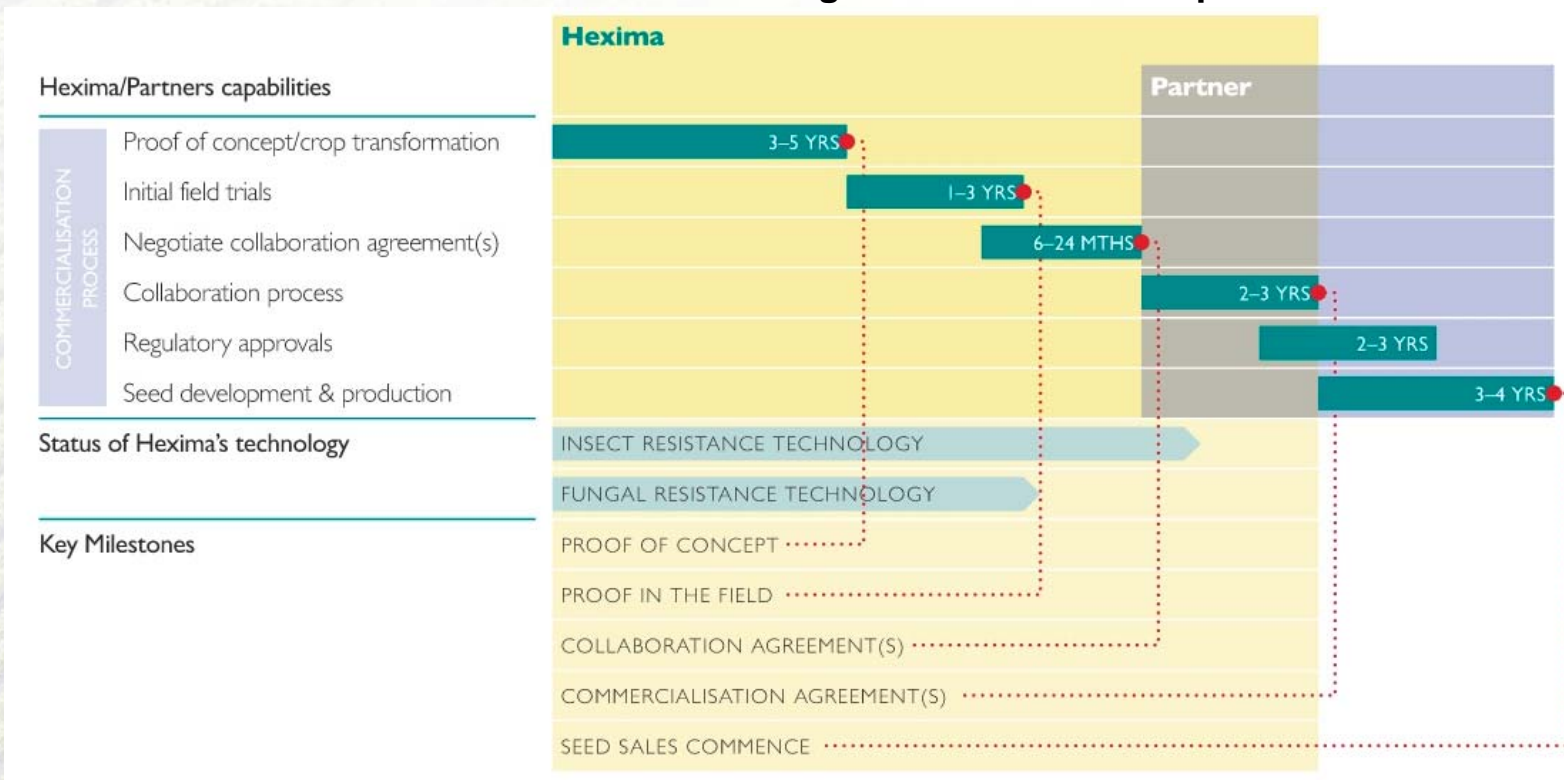 Hexima
Hexima/Partners capabilities
Partner
COMMERCIALISATION
PROCESS
Proof of concept/crop transformation
3–5 YRS
Initial field trials
1–3 YRS
Negotiate collaboration agreement(s)
6–24 MTHS
Collaboration process
2–3 YRS
Regulatory approvals
2–3 YRS
Seed development & production
3–4 YRS
Status of Hexima's technology
INSECT RESISTANCE TECHNOLOGY
FUNGAL RESISTANCE TECHNOLOGY
Key Milestones
PROOF OF CONCEPT
PROOF IN THE FIELD
COLLABORATION AGREEMENT(S)
COMMERCIALISATION AGREEMENT(S)
SEED SALES COMMENCE